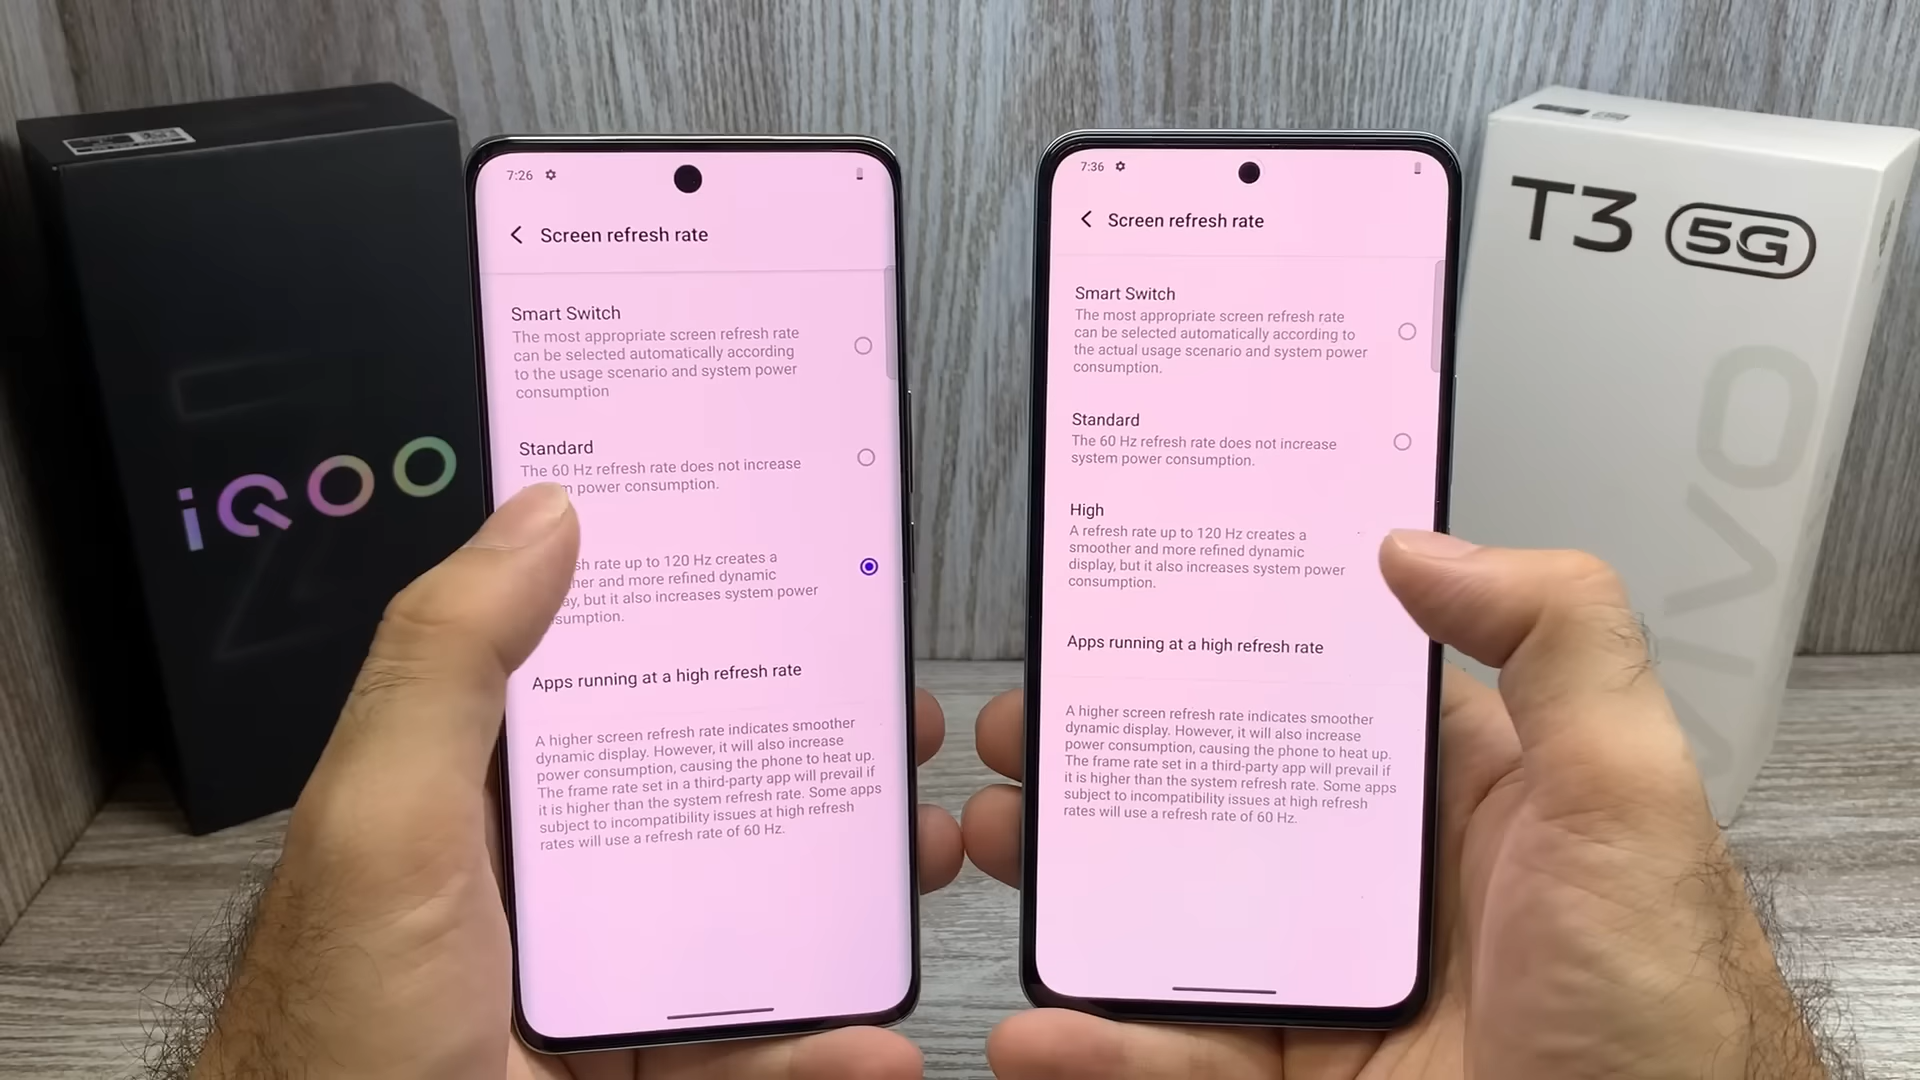 iQOO
7:26
Screen refresh rate
Smart Switch
The most appropriate screen refresh rate
can be selected automatically according
to the usage scenario and system power
consumption
Standard
The 60 Hz refresh rate does not increase
power consumption.
rate up to 120 Hz creates a
and more refined dynamic
but it also increases system power
Apps running at a high refresh rate
A higher screen refresh rate indicates smoother
dynamic display. However, it will also increase
power consumption, causing the phone to heat up.
The frame rate set in a third-party app will prevail if
it is higher than the system refresh rate. Some apps
subject to incompatibility issues at high refresh
rates will use a refresh rate of 60 Hz.
7:36
Screen refresh rate
Smart Switch
The most appropriate screen refresh rate
can be selected automatically according to
the actual usage scenario and system power
consumption.
Standard
The 60 Hz refresh rate does not increase
system power consumption.
High
A refresh rate up to 120 Hz creates a
smoother and more refined dynamic
display, but it also increases system power
consumption.
Apps running at a high refresh rate
A higher screen refresh rate indicates smoother
dynamic display. However, it will also increase
power consumption, causing the phone to heat up.
The frame rate set in a third-party app will prevail if
it is higher than the system refresh rate. Some apps
subject to incompatibility issues at high refresh
rates will use a refresh rate of 60 Hz.
T3 5G
vivo